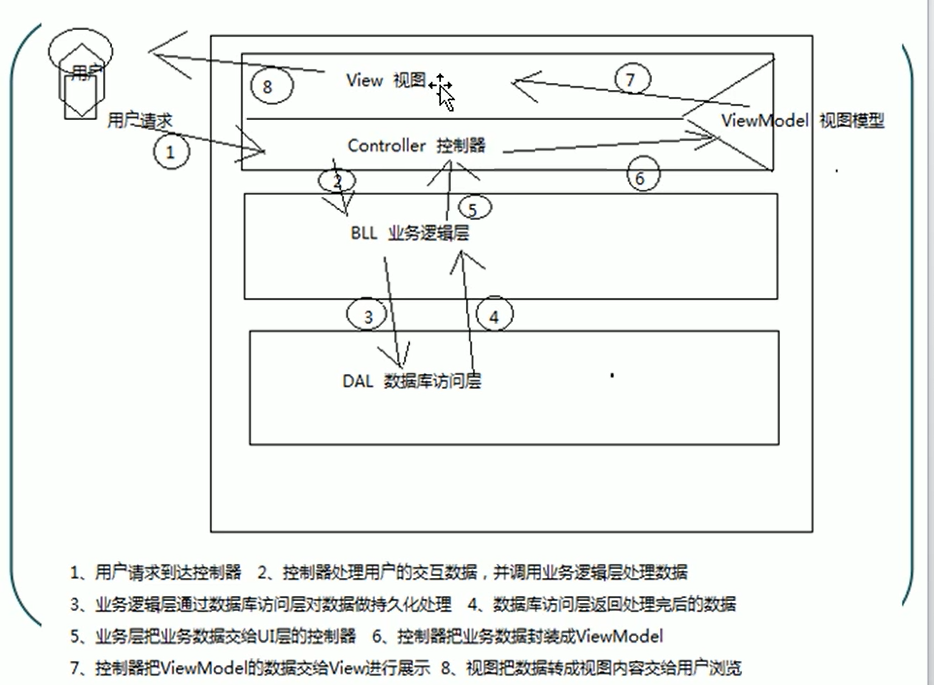 用户
8
View 视图
7
用户请求
ViewModel 视图模型
1
Controller 控制器
2
6
5
BLL 业务逻辑层
3
4
DAL 数据库访问层
1、用户请求到达控制器 2、控制器处理用户的交互数据，并调用业务逻辑层处理数据
3、业务逻辑层通过数据库访问层对数据做持久化处理 4、数据库访问层返回处理完后的数据
5、业务层把业务数据交给UI层的控制器 6、控制器把业务数据封装成ViewModel
7、控制器把ViewModel的数据交给View进行展示 8、视图把数据转成视图内容交给用户浏览